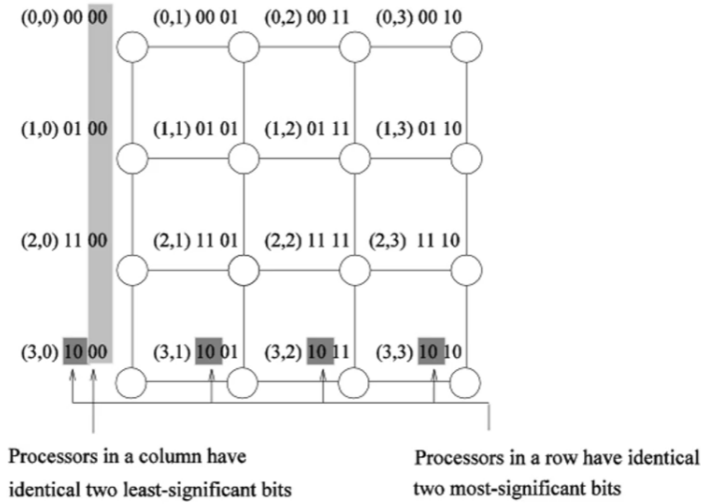 (0,0) 00 00 (0,1) 00 01 (0,2) 00 11 (0,3) 00 10
(1,0) 01 00 (1,1) 01 01 (1,2) 01 11 (1,3) 01 10
(2,0) 11 00 (2,1) 11 01 (2,2) 11 11 (2,3) 11 10
(3,0) 10 00 (3,1) 10 01 (3,2) 10 11 (3,3) 10 10
Processors in a column have
identical two least-significant bits
Processors in a row have identical
two most-significant bits